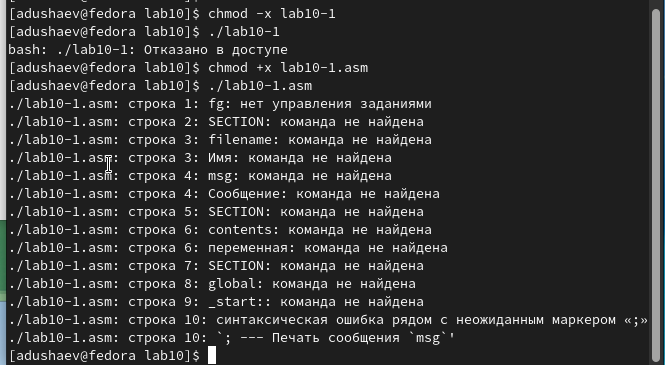 [adushaev@fedora lab10]$ chmod -x lab10-1
[adushaev@fedora lab10]$ ./lab10-1
bash: ./lab10-1: Отказано в доступе
[adushaev@fedora lab10]$ chmod +x lab10-1.asm
[adushaev@fedora lab10]$ ./lab10-1.asm
./lab10-1.asm: строка 1: fg: нет управления заданиями
./lab10-1.asm: строка 2: SECTION: команда не найдена
./lab10-1.asm: строка 3: filename: команда не найдена
./lab10-1.asm: строка 3: Имя: команда не найдена
./lab10-1.asm: строка 4: msg: команда не найдена
./lab10-1.asm: строка 4: Сообщение: команда не найдена
./lab10-1.asm: строка 5: SECTION: команда не найдена
./lab10-1.asm: строка 6: contents: команда не найдена
./lab10-1.asm: строка 6: переменная: команда не найдена
./lab10-1.asm: строка 7: SECTION: команда не найдена
./lab10-1.asm: строка 8: global: команда не найдена
./lab10-1.asm: строка 9: _start:: команда не найдена
./lab10-1.asm: строка 10: синтаксическая ошибка рядом с неожиданным маркером «;»
./lab10-1.asm: строка 10: `; --- Печать сообщения `msg`'
[adushaev@fedora lab10]$